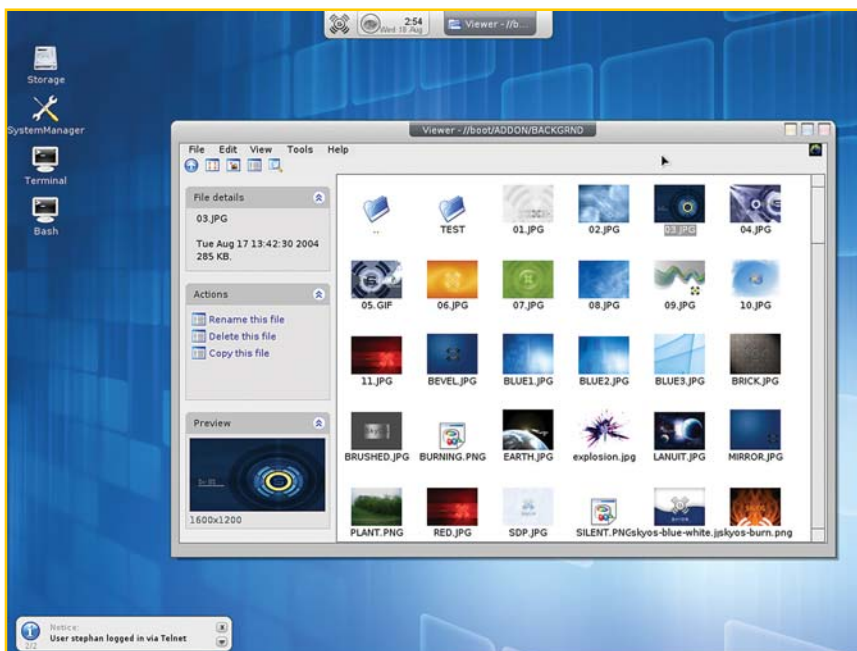 2:54
Wed 18 Aug
Viewer - //b...
Storage
SystemManager
Terminal
Bash
Viewer - //boot/ADDON/BACKGRND
File Edit View Tools Help
File details
03.JPG
Tue Aug 17 13:42:30 2004
285 KB.
Actions
Rename this file
Delete this file
Copy this file
Preview
1600x1200
.. TEST 01.JPG 02.JPG 03.JPG 04.JPG
05.GIF 06.JPG 07.JPG 08.JPG 09.JPG 10.JPG
11.JPG BEVEL.JPG BLUE1.JPG BLUE2.JPG BLUE3.JPG BRICK.JPG
BRUSHED.JPG BURNING.PNG EARTH.JPG explosion.jpg LANUIT.JPG MIRROR.JPG
PLANT.PNG RED.JPG SDP.JPG SILENT.PNG skyos-blue-white.j skyos-burn.png
Notice:
User stephan logged in via Telnet
2/2